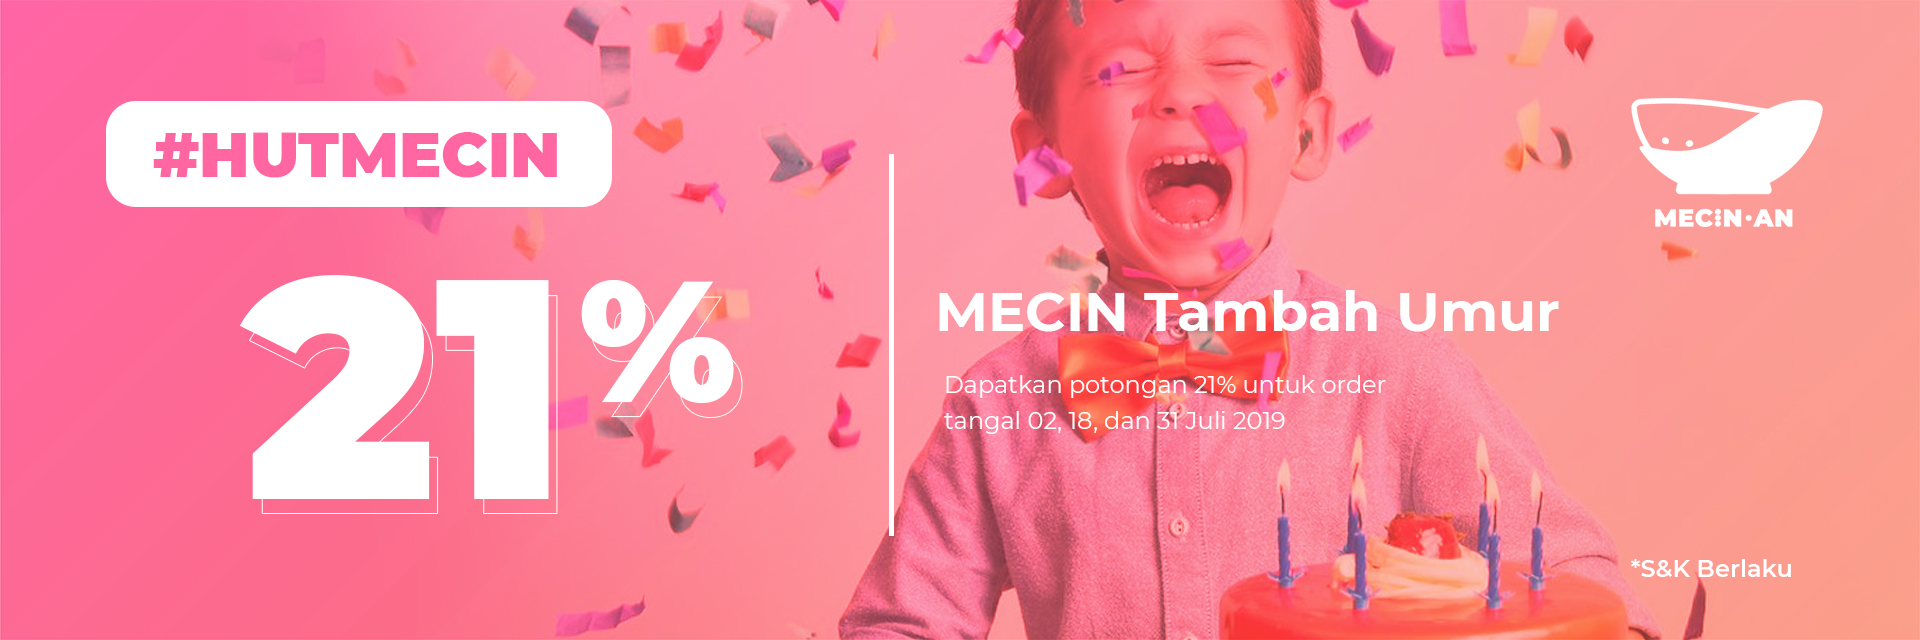 #HUTMECIN
21%
MECIN Tambah Umur
Dapatkan potongan 21% untuk order
tangal 02, 18, dan 31 Juli 2019
MECIN·AN
*S&K Berlaku